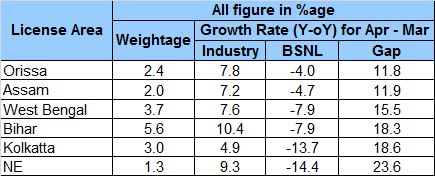 All figure in %age
License Area Weightage Growth Rate (Y-oY) for Apr - Mar
Industry BSNL Gap
Orissa 2.4 7.8 -4.0 11.8
Assam 2.0 7.2 -4.7 11.9
West Bengal 3.7 7.6 -7.9 15.5
Bihar 5.6 10.4 -7.9 18.3
Kolkatta 3.0 4.9 -13.7 18.6
NE 1.3 9.3 -14.4 23.6